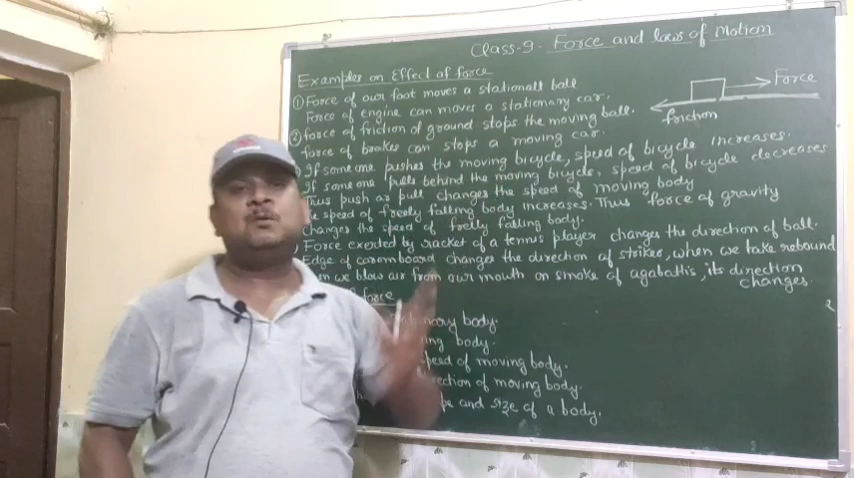 Class-9- Force and laws of Motion
Examples on Effect of force
Force
friction
① Force of our foot moves a stationall ball
Force of engine can moves a stationary car.
② force of friction of ground stops the moving ball.
force of brakes can stops a moving car.
If some one pushes the moving bicycle, speed of bicycle increases.
If some one pulls behind the moving bicycle, speed of bicycle decreases
push or pull changes the speed of moving body
speed of freely falling body increases. Thus force of gravity
changes the speed of freely falling body.
Force exerted by racket of a tennis player changes the direction of ball.
Edge of caromboard changes the direction of striker, when we take rebound
we blow air from our mouth on smoke of agabattis, its direction
changes.
force
body.
body.
speed of moving body.
direction of moving body.
and size of a body.